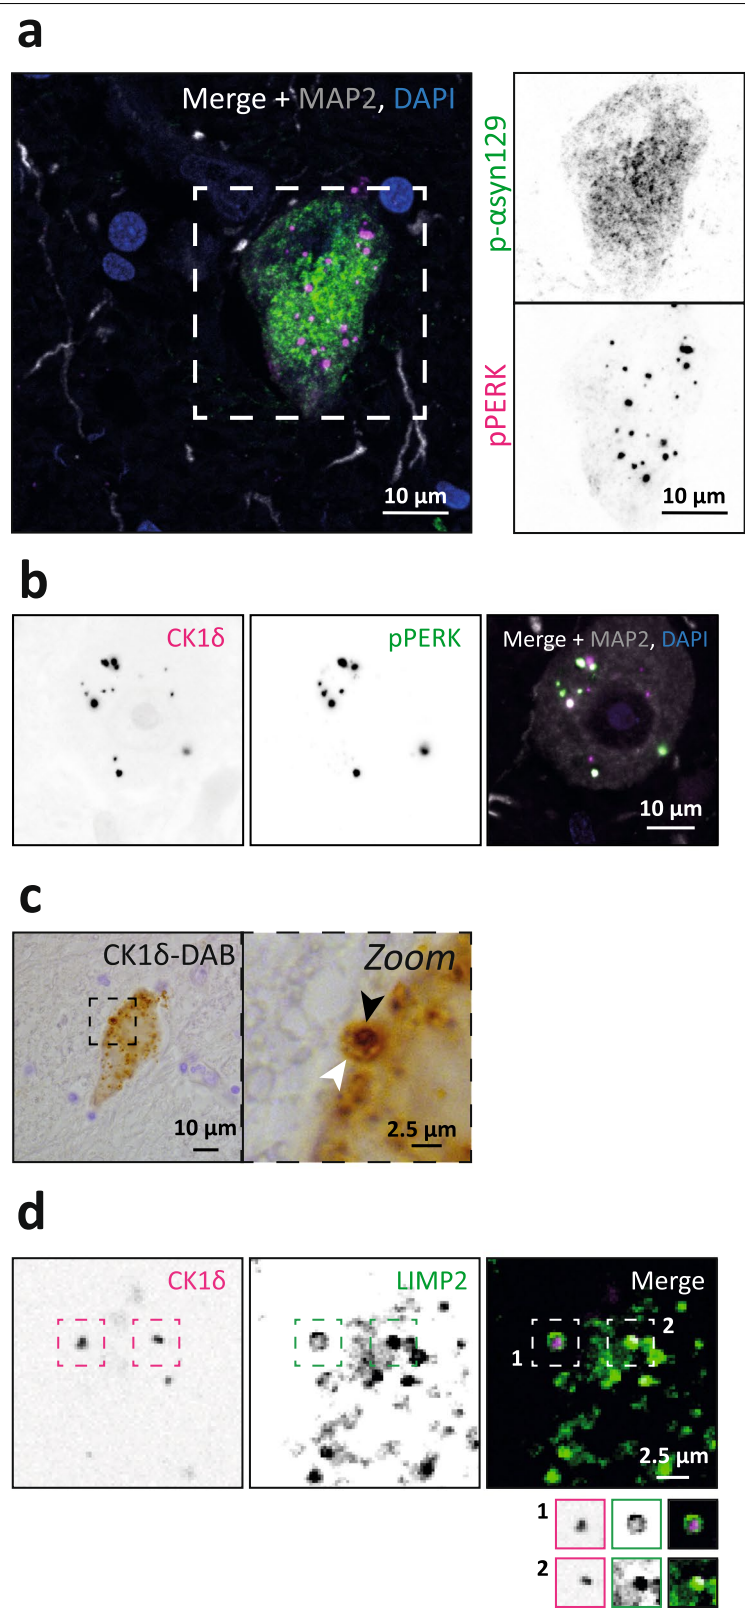 a
Merge + MAP2, DAPI
10 µm
p-αsyn129
pPERK
10 µm
b
CK1δ
pPERK
Merge + MAP2, DAPI
10 µm
c
CK1δ-DAB
10 µm
Zoom
2.5 µm
d
CK1δ
LIMP2
Merge
1
2
2.5 µm
1
2